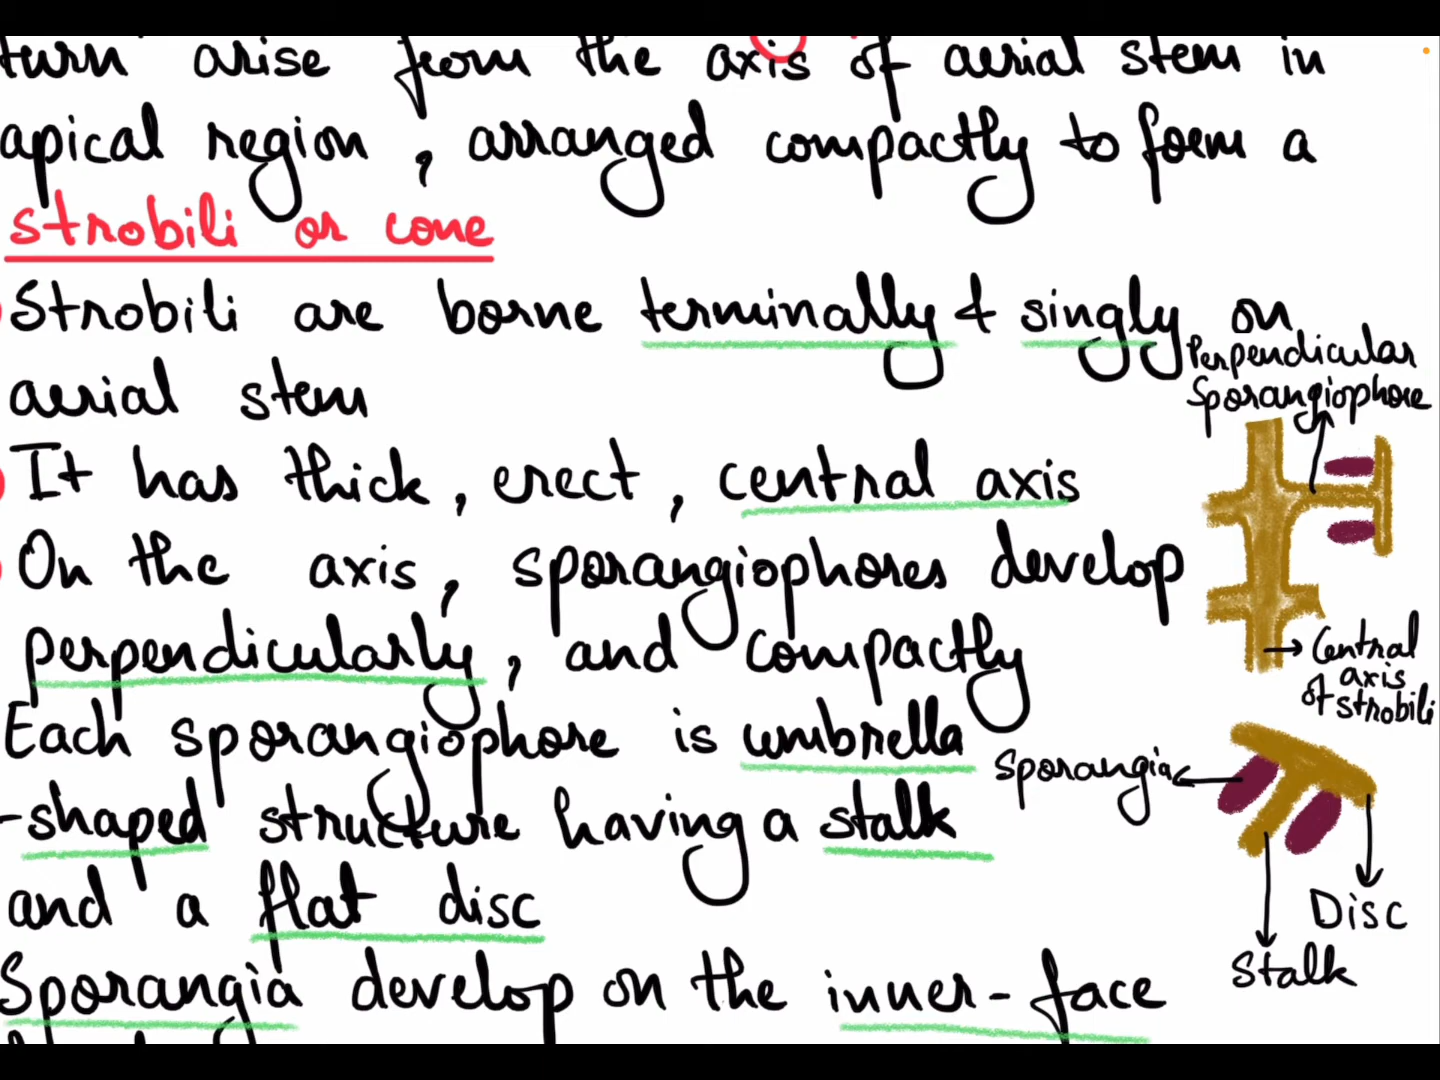 turn arise from the axis of aerial stem in
apical region, arranged compactly to form a
strobili or cone
Strobili are borne terminally & singly on
aerial stem
It has thick, erect, central axis
On the axis, sporangiophores develop
perpendicularly, and compactly
Each sporangiophore is umbrella
-shaped structure having a stalk
and a flat disc
Sporangia develop on the inner-face
Perpendicular
Sporangiophore
Central
axis
of strobili
Sporangia
Disc
Stalk